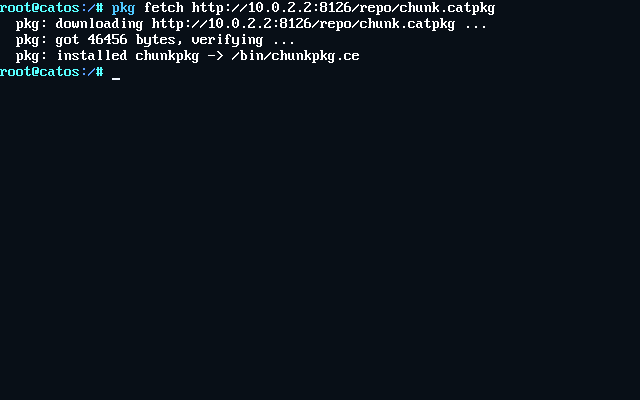 root@catos:/# pkg fetch http://10.0.2.2:8126/repo/chunk.catpkg
  pkg: downloading http://10.0.2.2:8126/repo/chunk.catpkg ...
  pkg: got 46456 bytes, verifying ...
  pkg: installed chunkpkg -> /bin/chunkpkg.ce
root@catos:/# _